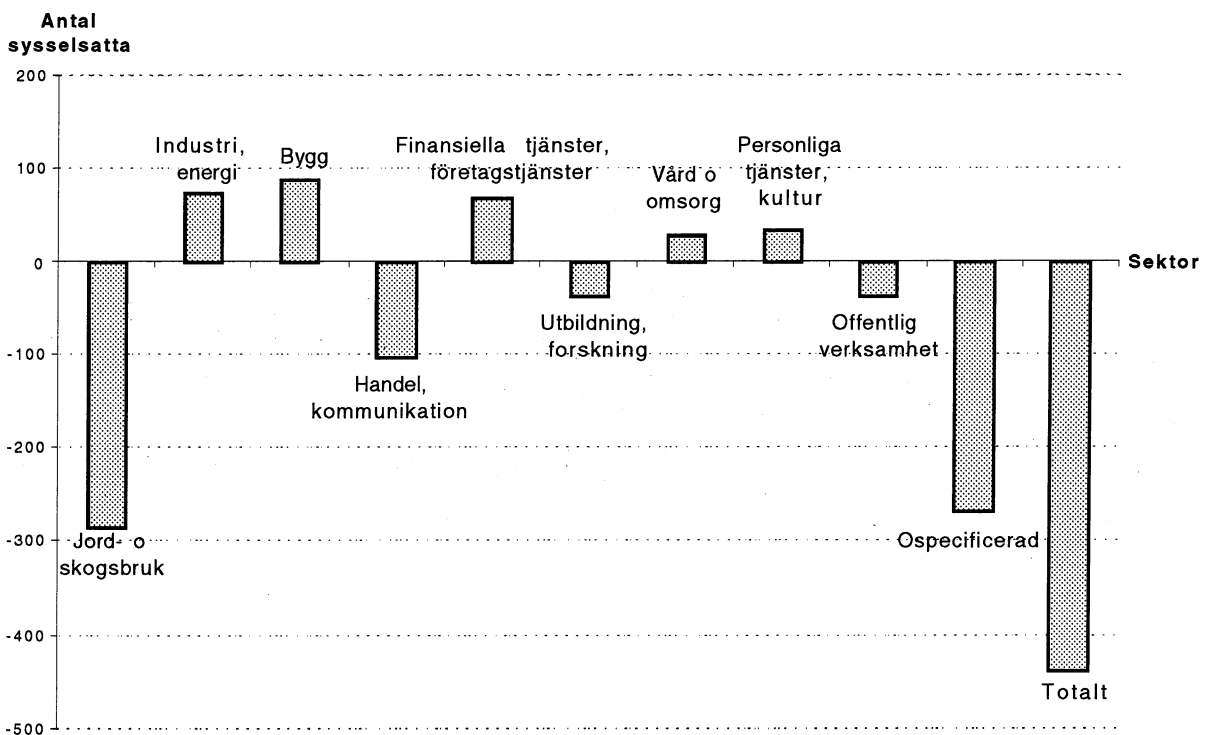 Antal
sysselsatta
200
100
0
-100
-200
-300
-400
-500
Industri,
energi
Bygg
Finansiella tjänster,
företagstjänster
Vård o
omsorg
Personliga
tjänster,
kultur
Sektor
Utbildning,
forskning
Offentlig
verksamhet
Handel,
kommunikation
Jord- o
skogsbruk
Ospecificerad
Totalt